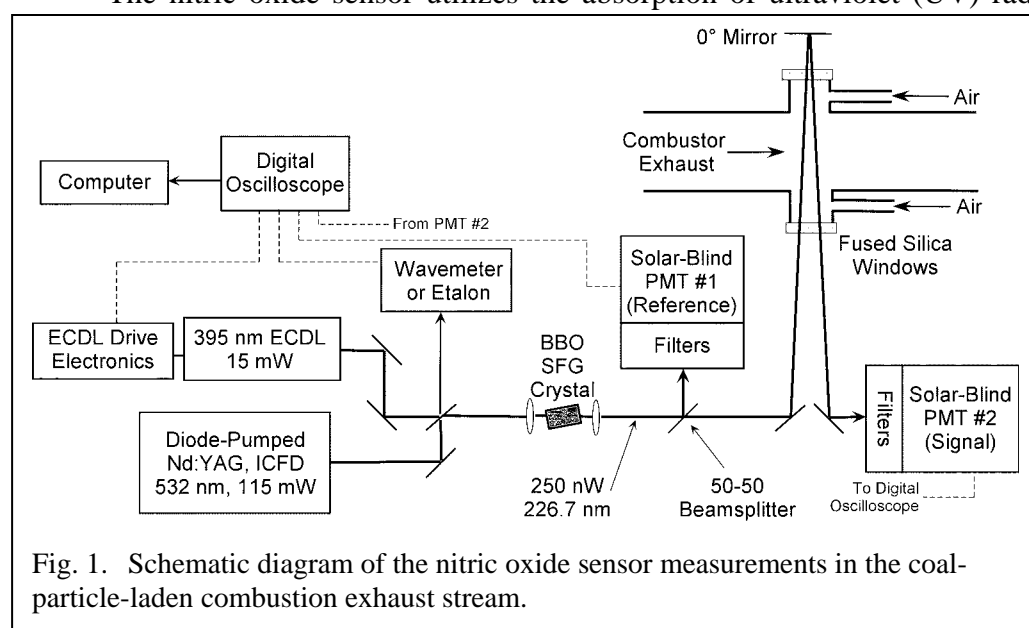 The nitric oxide sensor utilizes the absorption of ultraviolet (UV) rad
0° Mirror
Air
Combustor
Exhaust
Air
Fused Silica
Windows
Computer
Digital
Oscilloscope
From PMT #2
Wavemeter
or Etalon
Solar-Blind
PMT #1
(Reference)
Filters
ECDL Drive
Electronics
395 nm ECDL
15 mW
BBO
SFG
Crystal
Diode-Pumped
Nd:YAG, ICFD
532 nm, 115 mW
250 nW
226.7 nm
50-50
Beamsplitter
Filters
Solar-Blind
PMT #2
(Signal)
To Digital
Oscilloscope
Fig. 1. Schematic diagram of the nitric oxide sensor measurements in the coal-
particle-laden combustion exhaust stream.